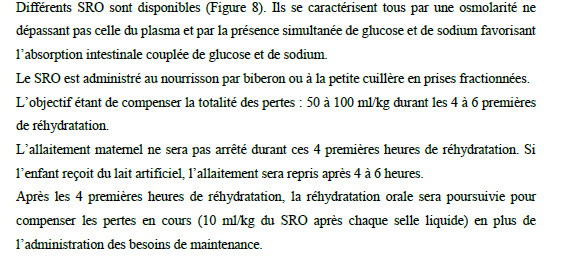 Différents SRO sont disponibles (Figure 8). Ils se caractérisent tous par une osmolarité ne
dépassant pas celle du plasma et par la présence simultanée de glucose et de sodium favorisant
l’absorption intestinale couplée de glucose et de sodium.
Le SRO est administré au nourrisson par biberon ou à la petite cuillère en prises fractionnées.
L’objectif étant de compenser la totalité des pertes : 50 à 100 ml/kg durant les 4 à 6 premières
de réhydratation.
L’allaitement maternel ne sera pas arrêté durant ces 4 premières heures de réhydratation. Si
l’enfant reçoit du lait artificiel, l’allaitement sera repris après 4 à 6 heures.
Après les 4 premières heures de réhydratation, la réhydratation orale sera poursuivie pour
compenser les pertes en cours (10 ml/kg du SRO après chaque selle liquide) en plus de
l’administration des besoins de maintenance.